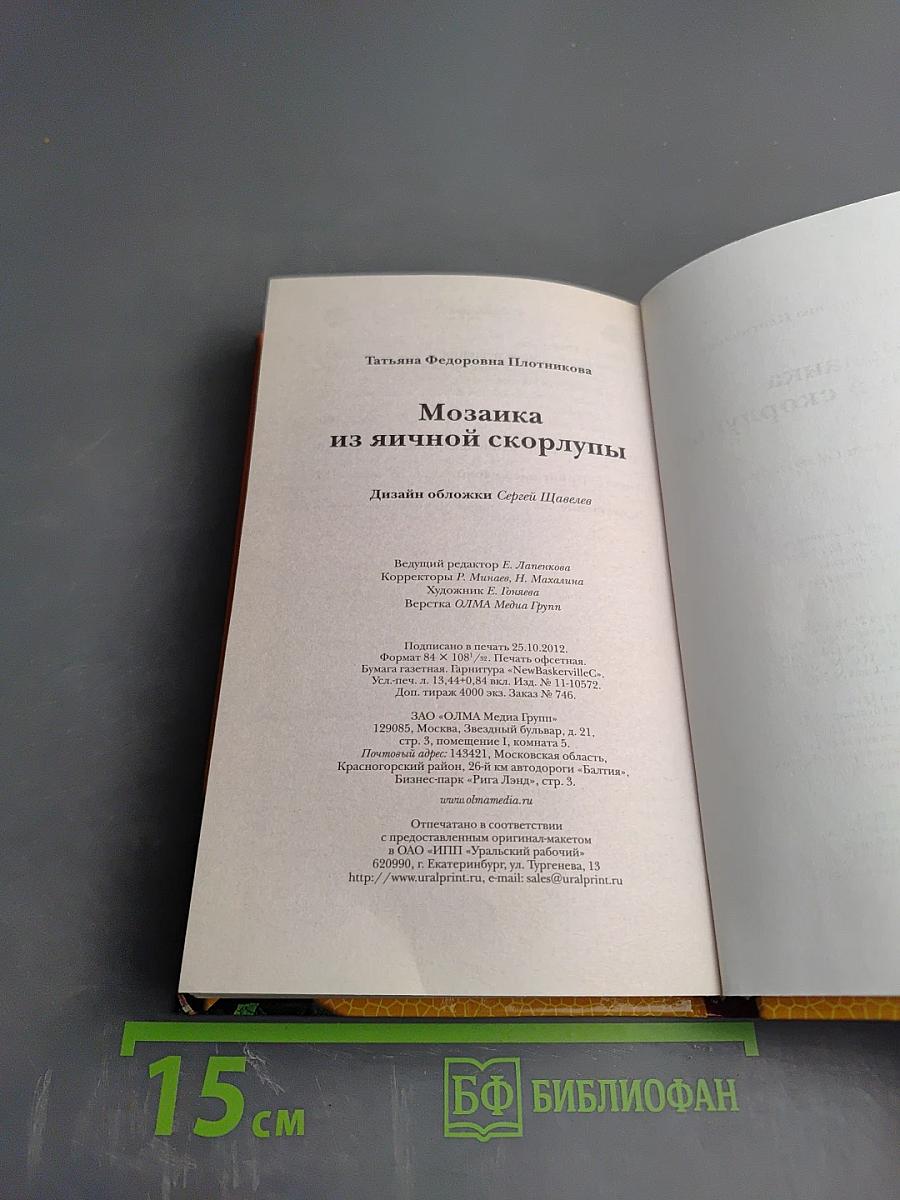 Татьяна Федоровна Плотникова
Мозаика
из яичной скорлупы
Дизайн обложки Сергей Щавелев
Ведущий редактор Е. Лапенкова
Корректоры Р. Минаев, Н. Махалина
Художник Е. Гоняева
Верстка ОЛМА Медиа Групп
Подписано в печать 25.10.2012.
Формат 84 × 108¹/₃₂. Печать офсетная.
Бумага газетная. Гарнитура «NewBaskervilleC».
Усл.-печ. л. 13,44+0,84 вкл. Изд. № 11-10572.
Доп. тираж 4000 экз. Заказ № 746.
ЗАО «ОЛМА Медиа Групп»
129085, Москва, Звездный бульвар, д. 21,
стр. 3, помещение I, комната 5.
Почтовый адрес: 143421, Московская область,
Красногорский район, 26-й км автодороги «Балтия»,
Бизнес-парк «Рига Лэнд», стр. 3.
www.olmamedia.ru
Отпечатано в соответствии
с предоставленным оригинал-макетом
в ОАО «ИПП «Уральский рабочий»
620990, г. Екатеринбург, ул. Тургенева, 13
http://www.uralprint.ru, e-mail: sales@uralprint.ru
15 см
БФ БИБЛИОФАН